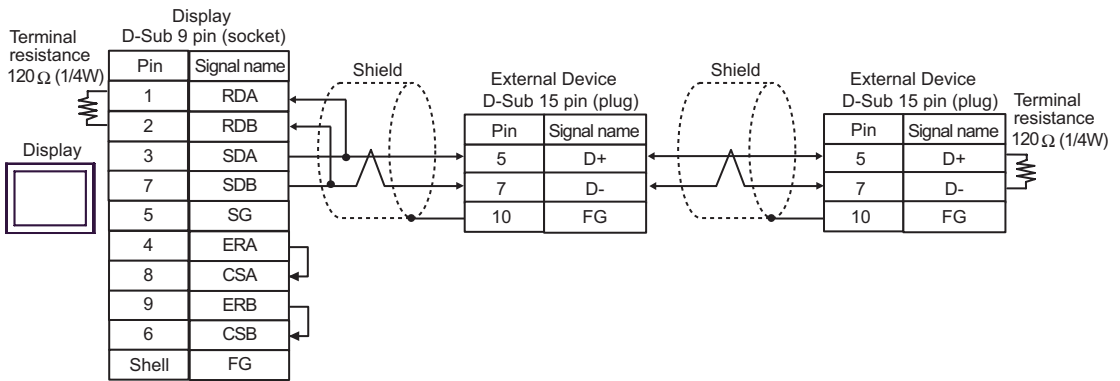 Display
D-Sub 9 pin (socket)
Terminal
resistance
120 Ω (1/4W)
Pin Signal name
1 RDA
2 RDB
3 SDA
7 SDB
5 SG
4 ERA
8 CSA
9 ERB
6 CSB
Shell FG
Display
Shield
External Device
D-Sub 15 pin (plug)
Pin Signal name
5 D+
7 D-
10 FG
Shield
External Device
D-Sub 15 pin (plug)
Pin Signal name
5 D+
7 D-
10 FG
Terminal
resistance
120 Ω (1/4W)